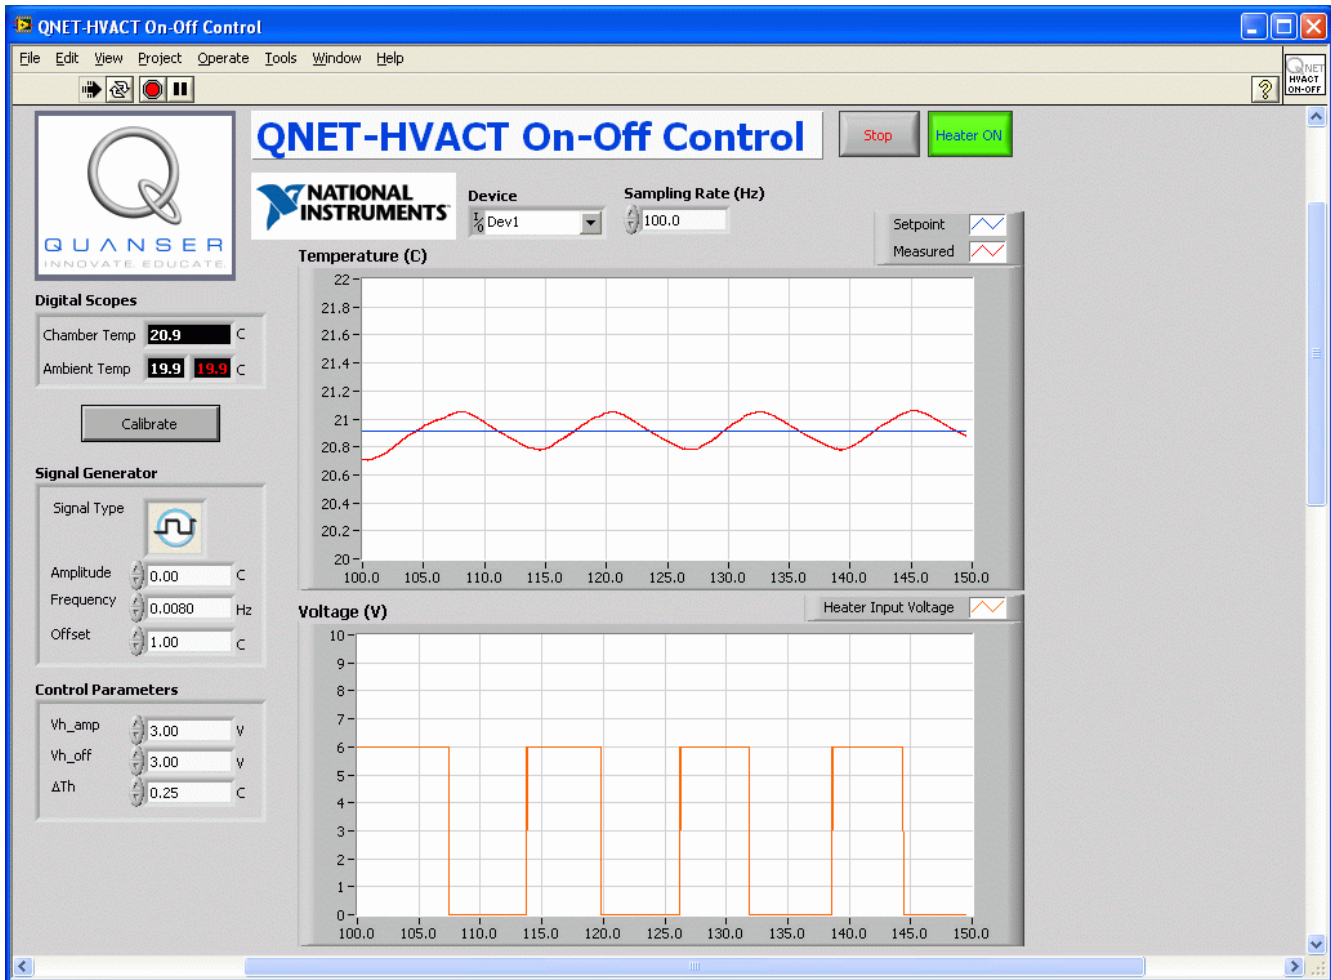 QNET-HVACT On-Off Control
File Edit View Project Operate Tools Window Help
QNET
HVACT
ON-OFF
QUANSER
INNOVATE. EDUCATE.
QNET-HVACT On-Off Control
Stop
Heater ON
NATIONAL
INSTRUMENTS
Device
Dev1
Sampling Rate (Hz)
100.0
Setpoint
Measured
Digital Scopes
Chamber Temp 20.9 C
Ambient Temp 19.9 19.9 C
Calibrate
Signal Generator
Signal Type
Amplitude 0.00 C
Frequency 0.0080 Hz
Offset 1.00 C
Control Parameters
Vh_amp 3.00 V
Vh_off 3.00 V
ΔTh 0.25 C
Temperature (C)
22
21.8
21.6
21.4
21.2
21
20.8
20.6
20.4
20.2
20
100.0 105.0 110.0 115.0 120.0 125.0 130.0 135.0 140.0 145.0 150.0
Voltage (V)
Heater Input Voltage
10
9
8
7
6
5
4
3
2
1
0
100.0 105.0 110.0 115.0 120.0 125.0 130.0 135.0 140.0 145.0 150.0